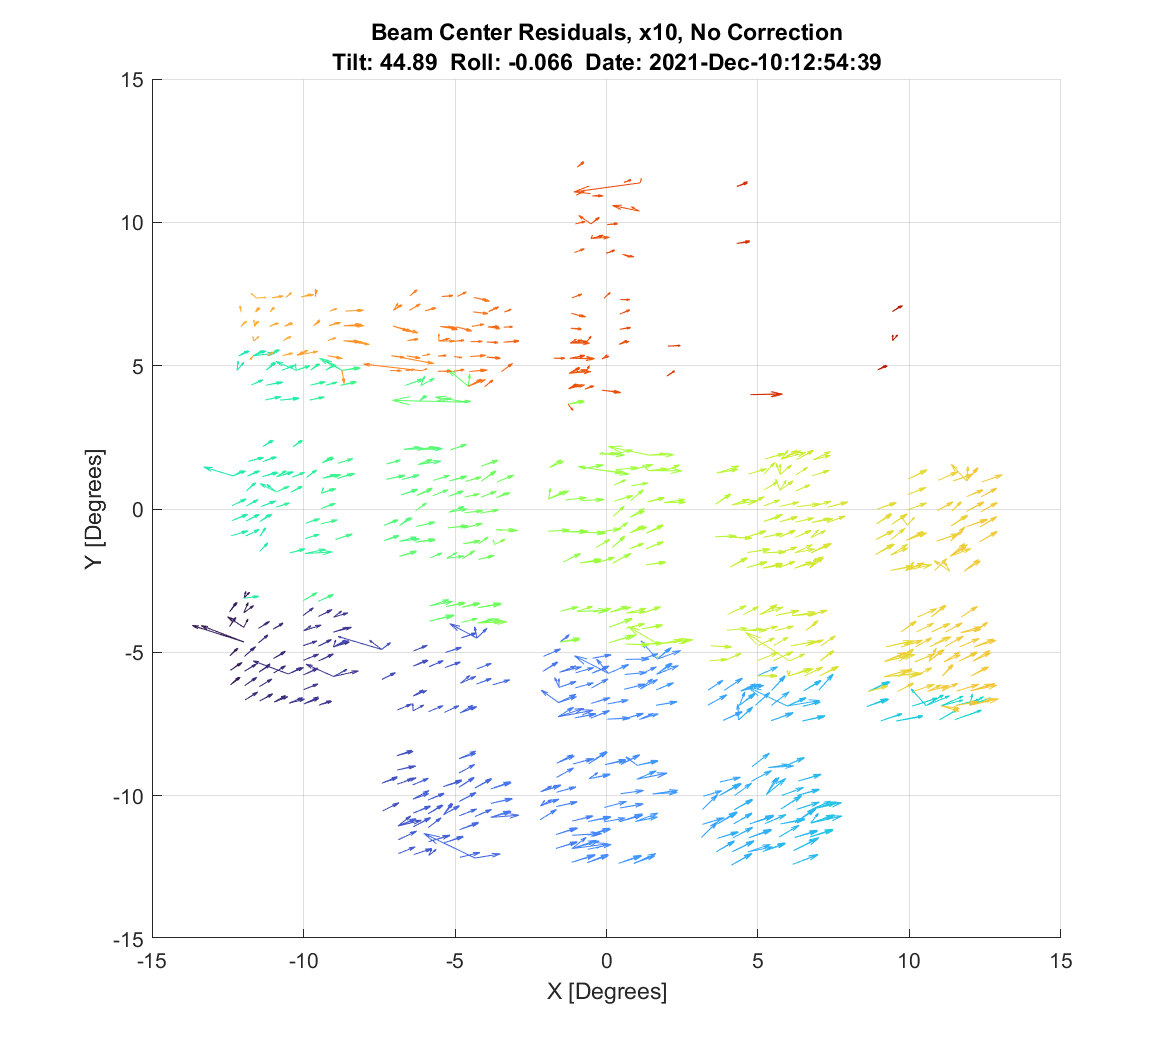 Beam Center Residuals, x10, No Correction
Tilt: 44.89 Roll: -0.066 Date: 2021-Dec-10:12:54:39
15
10
5
0
-5
-10
-15
Y [Degrees]
-15 -10 -5 0 5 10 15
X [Degrees]